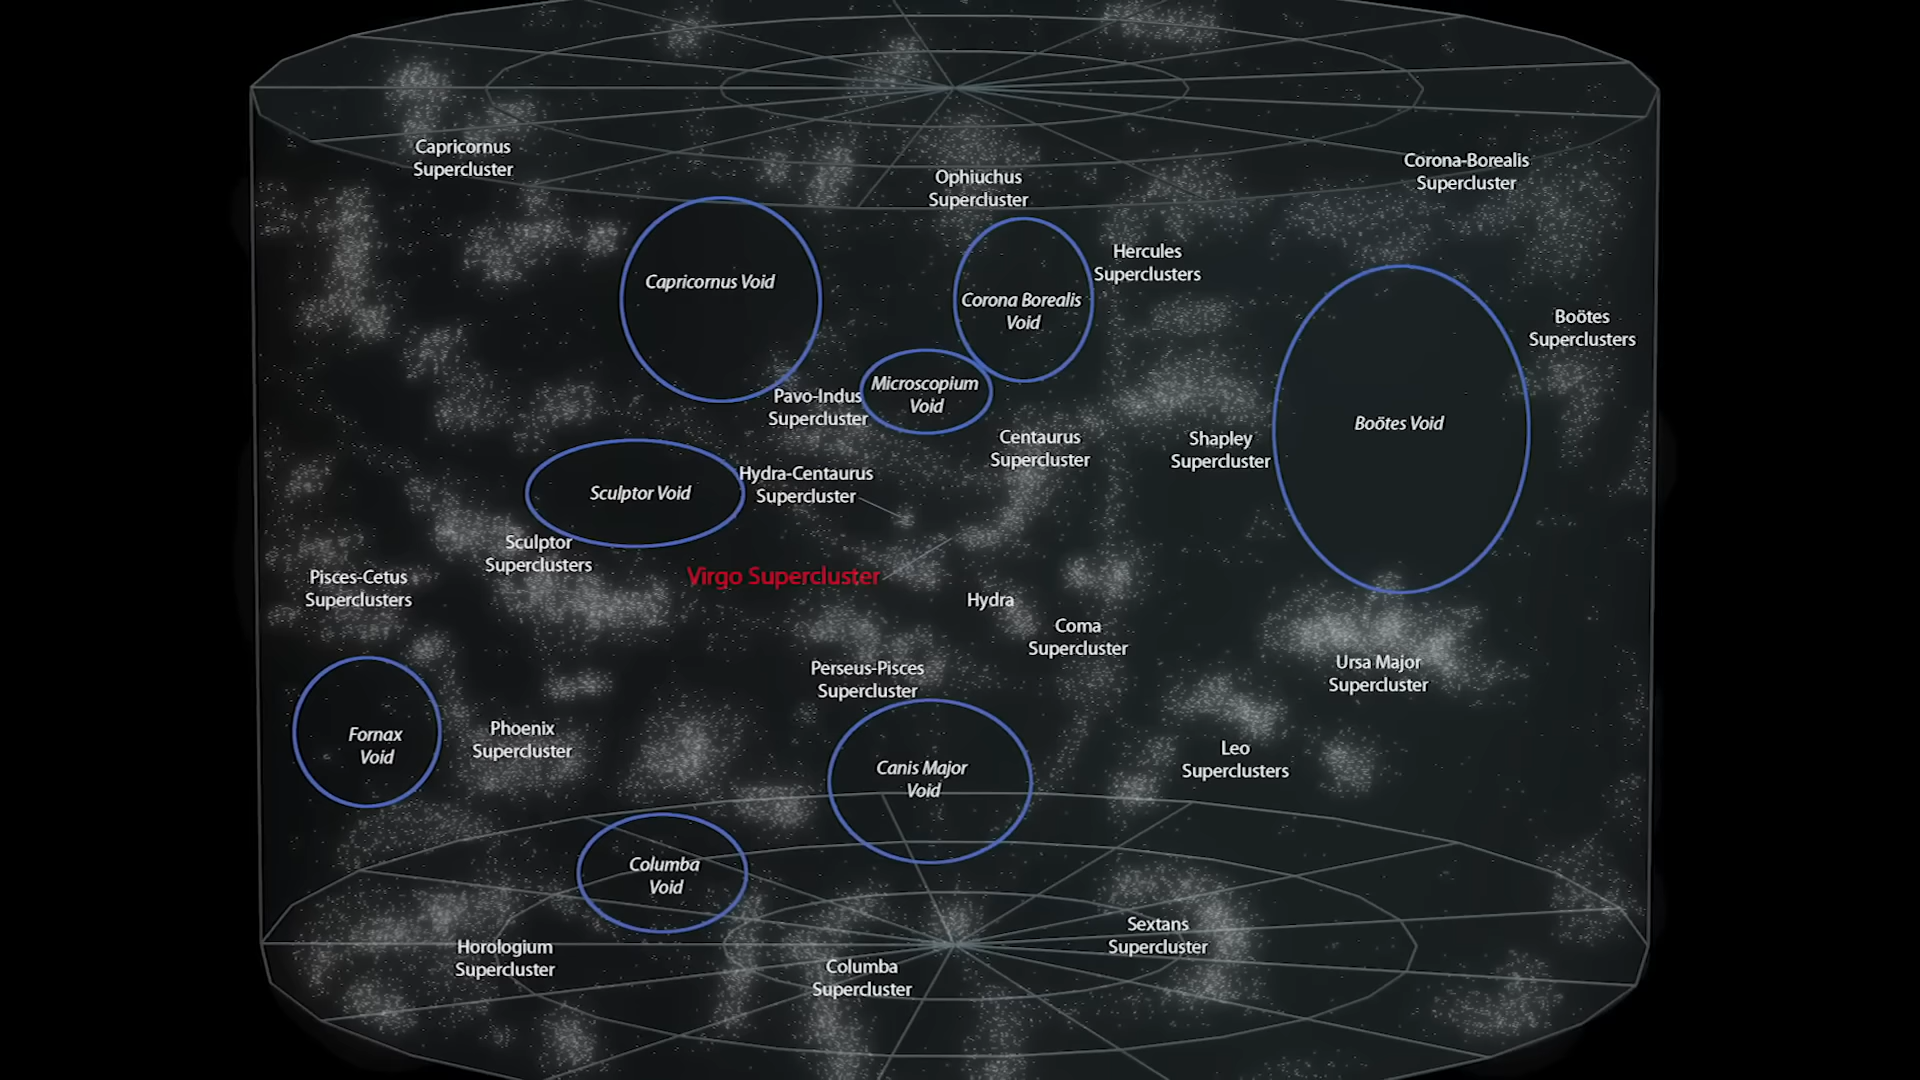 Capricornus
Supercluster
Ophiuchus
Supercluster
Corona-Borealis
Supercluster
Hercules
Superclusters
Capricornus Void
Corona Borealis
Void
Boötes
Superclusters
Microscopium
Void
Pavo-Indus
Supercluster
Boötes Void
Centaurus
Supercluster
Shapley
Supercluster
Hydra-Centaurus
Supercluster
Sculptor Void
Sculptor
Superclusters
Virgo Supercluster
Pisces-Cetus
Superclusters
Hydra
Coma
Supercluster
Perseus-Pisces
Supercluster
Ursa Major
Supercluster
Fornax
Void
Phoenix
Supercluster
Leo
Superclusters
Canis Major
Void
Columba
Void
Sextans
Supercluster
Horologium
Supercluster
Columba
Supercluster